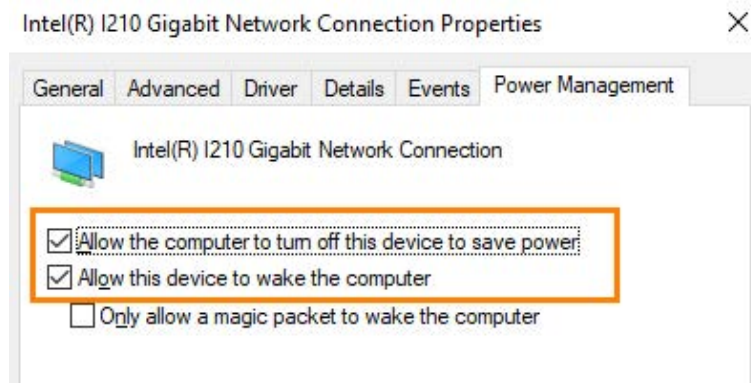 Intel(R) I210 Gigabit Network Connection Properties
General Advanced Driver Details Events Power Management
Intel(R) I210 Gigabit Network Connection
Allow the computer to turn off this device to save power
Allow this device to wake the computer
Only allow a magic packet to wake the computer